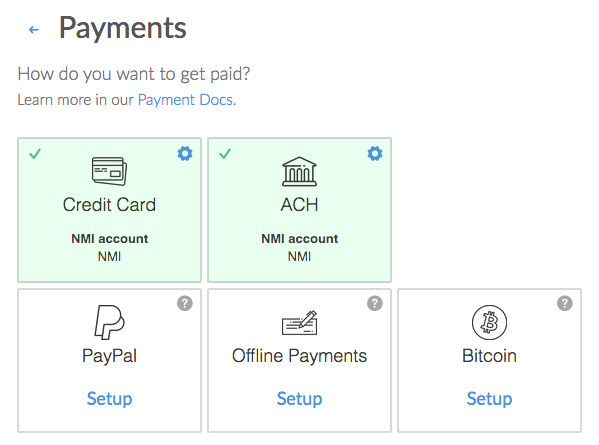 Payments
How do you want to get paid?
Learn more in our Payment Docs.
Credit Card
NMI account
NMI
ACH
NMI account
NMI
PayPal
Setup
Offline Payments
Setup
Bitcoin
Setup